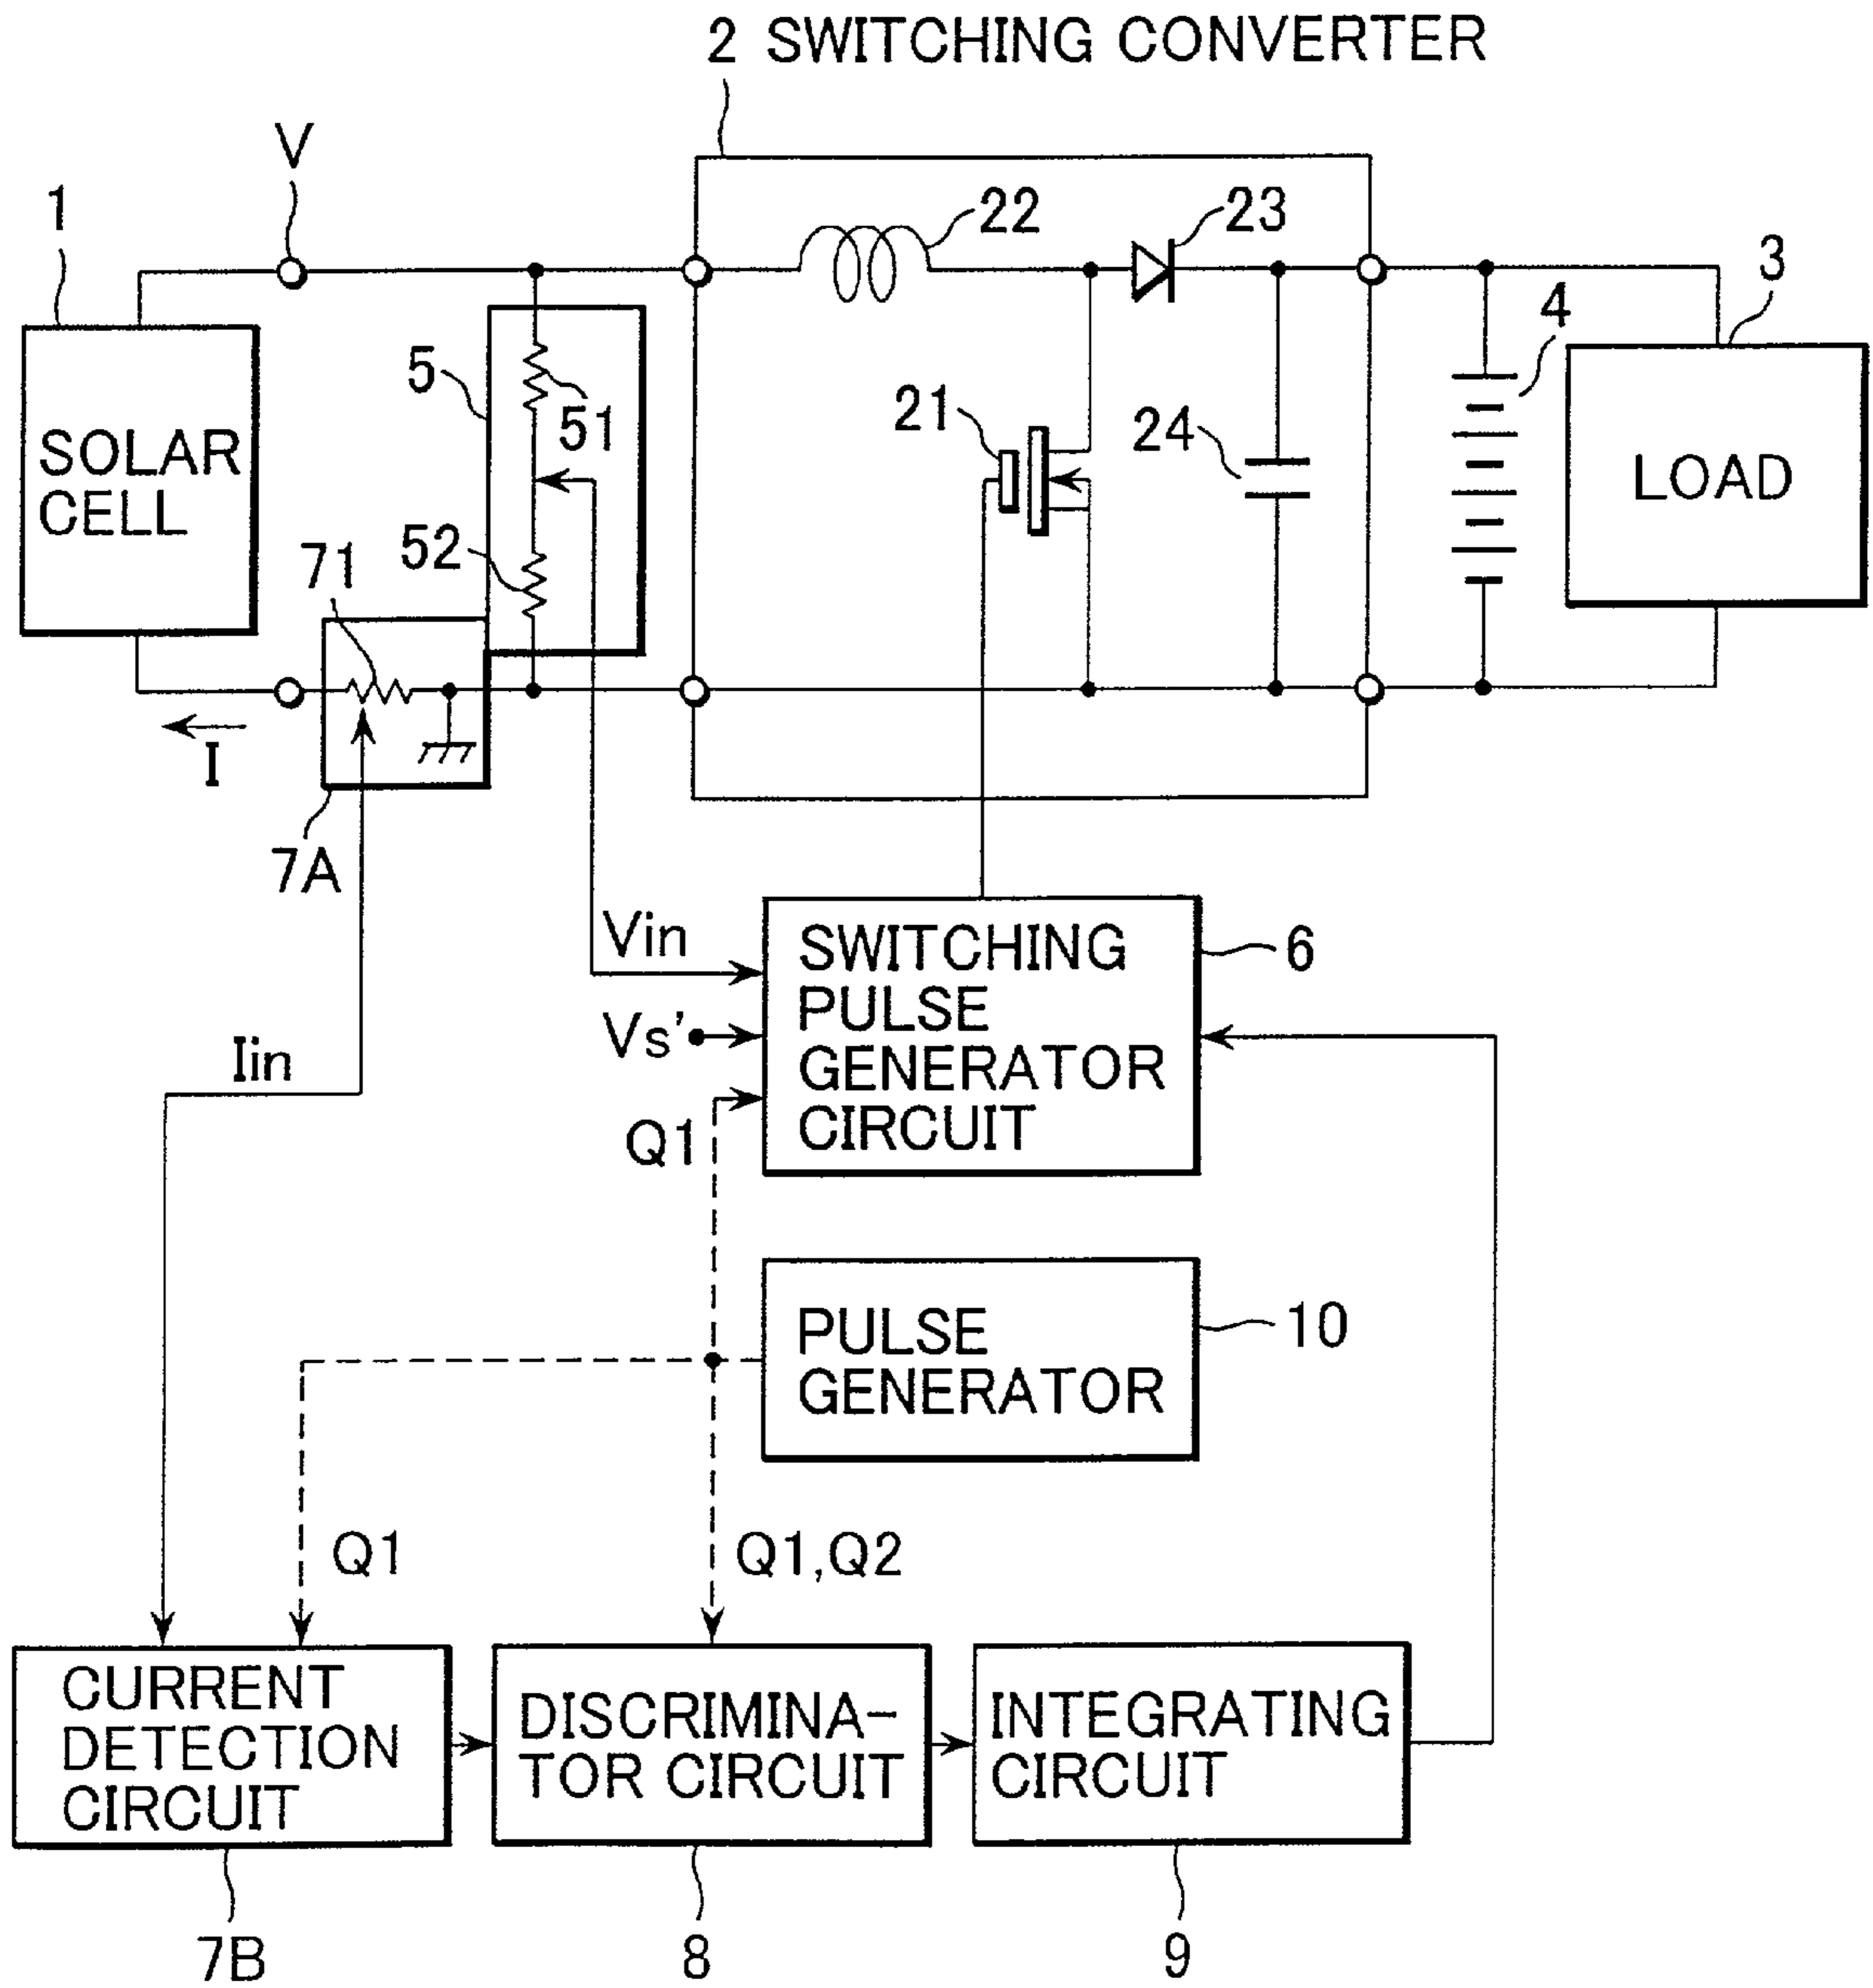 2 SWITCHING CONVERTER
V
1
22
23
3
4
5
51
21
24
SOLAR
CELL
LOAD
52
71
I
7A
Vin
SWITCHING
PULSE
GENERATOR
CIRCUIT
6
Vs'
Iin
Q1
PULSE
GENERATOR
10
Q1
Q1,Q2
CURRENT
DETECTION
CIRCUIT
DISCRIMINA-
TOR CIRCUIT
INTEGRATING
CIRCUIT
7B
8
9